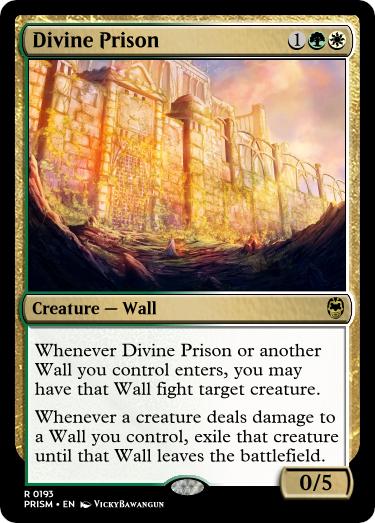 Divine Prison
1
Creature — Wall
Whenever Divine Prison or another
Wall you control enters, you may
have that Wall fight target creature.
Whenever a creature deals damage to
a Wall you control, exile that creature
until that Wall leaves the battlefield.
0/5
R 0193
PRISM • EN VICKYBAWANGUN